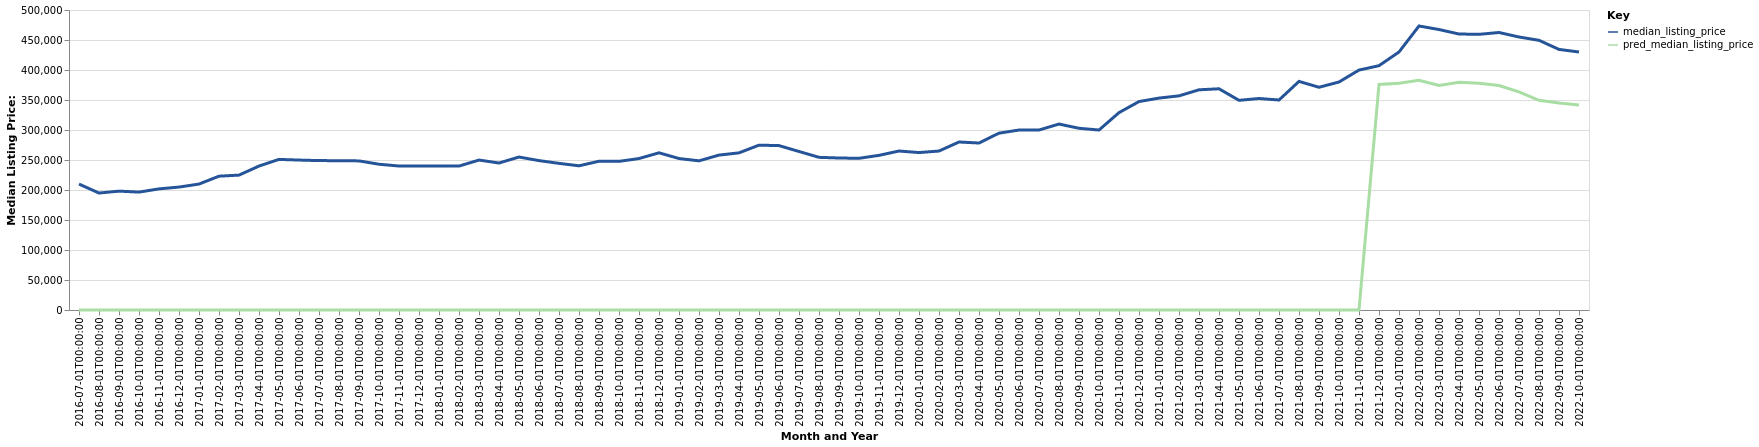 500,000
450,000
400,000
350,000
300,000
250,000
200,000
150,000
100,000
50,000
0
Median Listing Price:
2016-07-01T00:00:00
2016-08-01T00:00:00
2016-09-01T00:00:00
2016-10-01T00:00:00
2016-11-01T00:00:00
2016-12-01T00:00:00
2017-01-01T00:00:00
2017-02-01T00:00:00
2017-03-01T00:00:00
2017-04-01T00:00:00
2017-05-01T00:00:00
2017-06-01T00:00:00
2017-07-01T00:00:00
2017-08-01T00:00:00
2017-09-01T00:00:00
2017-10-01T00:00:00
2017-11-01T00:00:00
2017-12-01T00:00:00
2018-01-01T00:00:00
2018-02-01T00:00:00
2018-03-01T00:00:00
2018-04-01T00:00:00
2018-05-01T00:00:00
2018-06-01T00:00:00
2018-07-01T00:00:00
2018-08-01T00:00:00
2018-09-01T00:00:00
2018-10-01T00:00:00
2018-11-01T00:00:00
2018-12-01T00:00:00
2019-01-01T00:00:00
2019-02-01T00:00:00
2019-03-01T00:00:00
2019-04-01T00:00:00
2019-05-01T00:00:00
2019-06-01T00:00:00
2019-07-01T00:00:00
2019-08-01T00:00:00
2019-09-01T00:00:00
2019-10-01T00:00:00
2019-11-01T00:00:00
2019-12-01T00:00:00
2020-01-01T00:00:00
2020-02-01T00:00:00
2020-03-01T00:00:00
2020-04-01T00:00:00
2020-05-01T00:00:00
2020-06-01T00:00:00
2020-07-01T00:00:00
2020-08-01T00:00:00
2020-09-01T00:00:00
2020-10-01T00:00:00
2020-11-01T00:00:00
2020-12-01T00:00:00
2021-01-01T00:00:00
2021-02-01T00:00:00
2021-03-01T00:00:00
2021-04-01T00:00:00
2021-05-01T00:00:00
2021-06-01T00:00:00
2021-07-01T00:00:00
2021-08-01T00:00:00
2021-09-01T00:00:00
2021-10-01T00:00:00
2021-11-01T00:00:00
2021-12-01T00:00:00
2022-01-01T00:00:00
2022-02-01T00:00:00
2022-03-01T00:00:00
2022-04-01T00:00:00
2022-05-01T00:00:00
2022-06-01T00:00:00
2022-07-01T00:00:00
2022-08-01T00:00:00
2022-09-01T00:00:00
2022-10-01T00:00:00
Month and Year
Key
median_listing_price
pred_median_listing_price